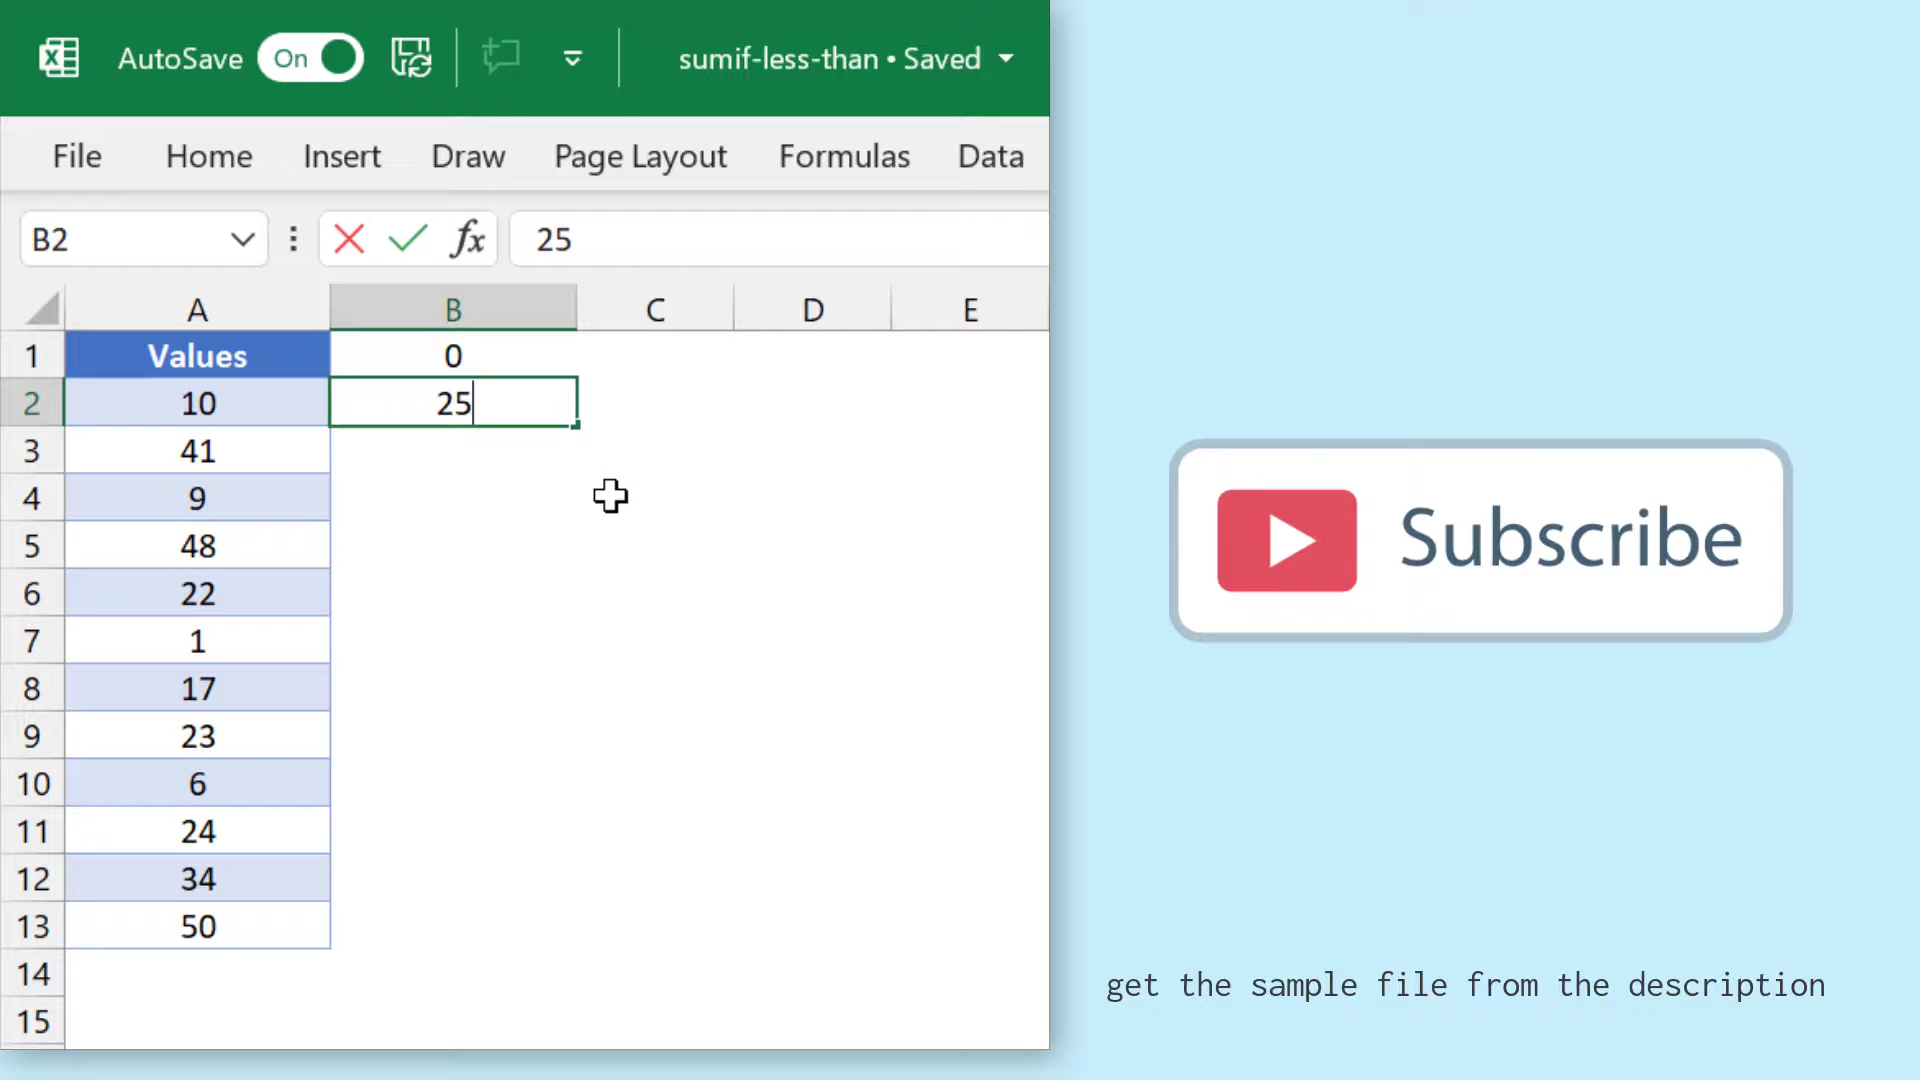 AutoSave On sumif-less-than • Saved
File Home Insert Draw Page Layout Formulas Data
B2 fx 25
A B C D E
1 Values 0
2 10 25
3 41
4 9
5 48
6 22
7 1
8 17
9 23
10 6
11 24
12 34
13 50
14
15
Subscribe
get the sample file from the description